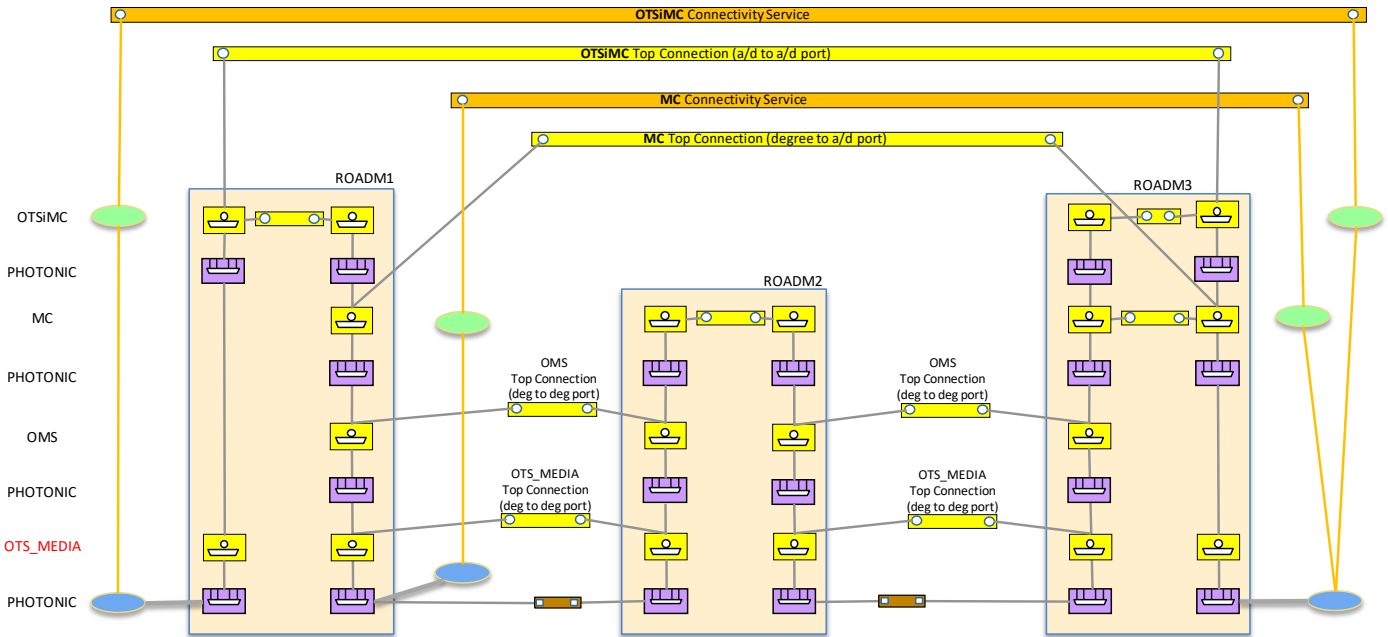 OTSiMC Connectivity Service
OTSiMC Top Connection (a/d to a/d port)
MC Connectivity Service
MC Top Connection (degree to a/d port)
ROADM1
ROADM3
OTSiMC
PHOTONIC
ROADM2
MC
PHOTONIC
OMS
Top Connection
(deg to deg port)
OMS
Top Connection
(deg to deg port)
OMS
PHOTONIC
OTS_MEDIA
Top Connection
(deg to deg port)
OTS_MEDIA
Top Connection
(deg to deg port)
OTS_MEDIA
PHOTONIC